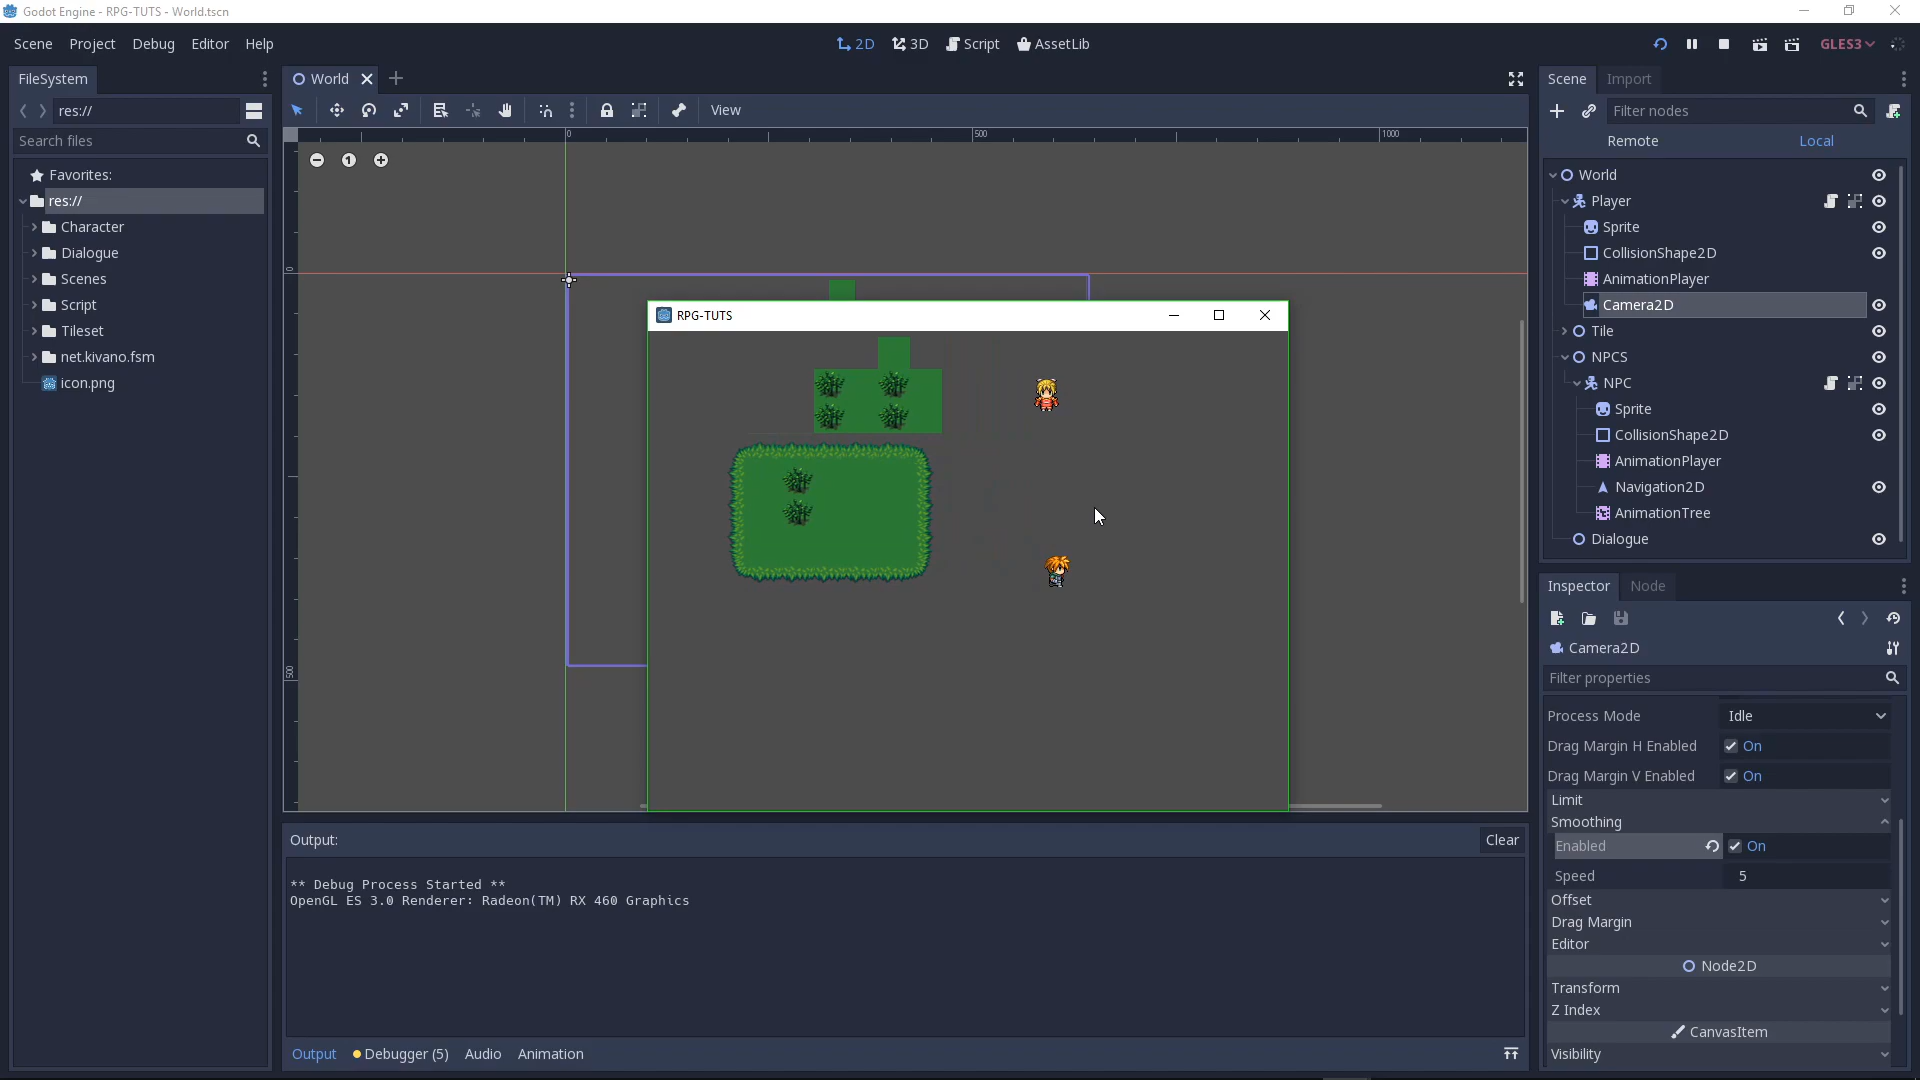 Godot Engine - RPG-TUTS - World.tscn
Scene Project Debug Editor Help
2D 3D Script AssetLib
GLES3
FileSystem
World
Scene Import
res://
View
Filter nodes
Search files
Remote Local
0 500 1000
Favorites:
res://
Character
Dialogue
Scenes
Script
Tileset
net.kivano.fsm
icon.png
1
0
500
RPG-TUTS
World
Player
Sprite
CollisionShape2D
AnimationPlayer
Camera2D
Tile
NPCS
NPC
Sprite
CollisionShape2D
AnimationPlayer
Navigation2D
AnimationTree
Dialogue
Inspector Node
Camera2D
Filter properties
Process Mode Idle
Drag Margin H Enabled On
Drag Margin V Enabled On
Limit
Smoothing
Enabled On
Speed 5
Offset
Drag Margin
Editor
Node2D
Transform
Z Index
CanvasItem
Visibility
Output: Clear
** Debug Process Started **
OpenGL ES 3.0 Renderer: Radeon(TM) RX 460 Graphics
Output Debugger (5) Audio Animation